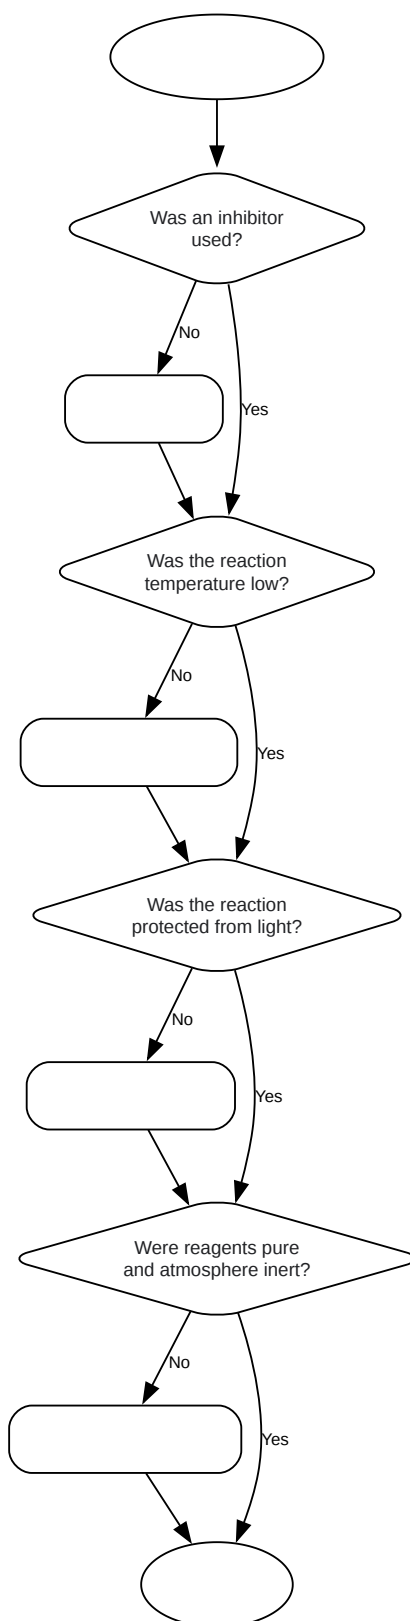 Was an inhibitor
used?
No
Yes
Was the reaction
temperature low?
No
Yes
Was the reaction
protected from light?
No
Yes
Were reagents pure
and atmosphere inert?
No
Yes